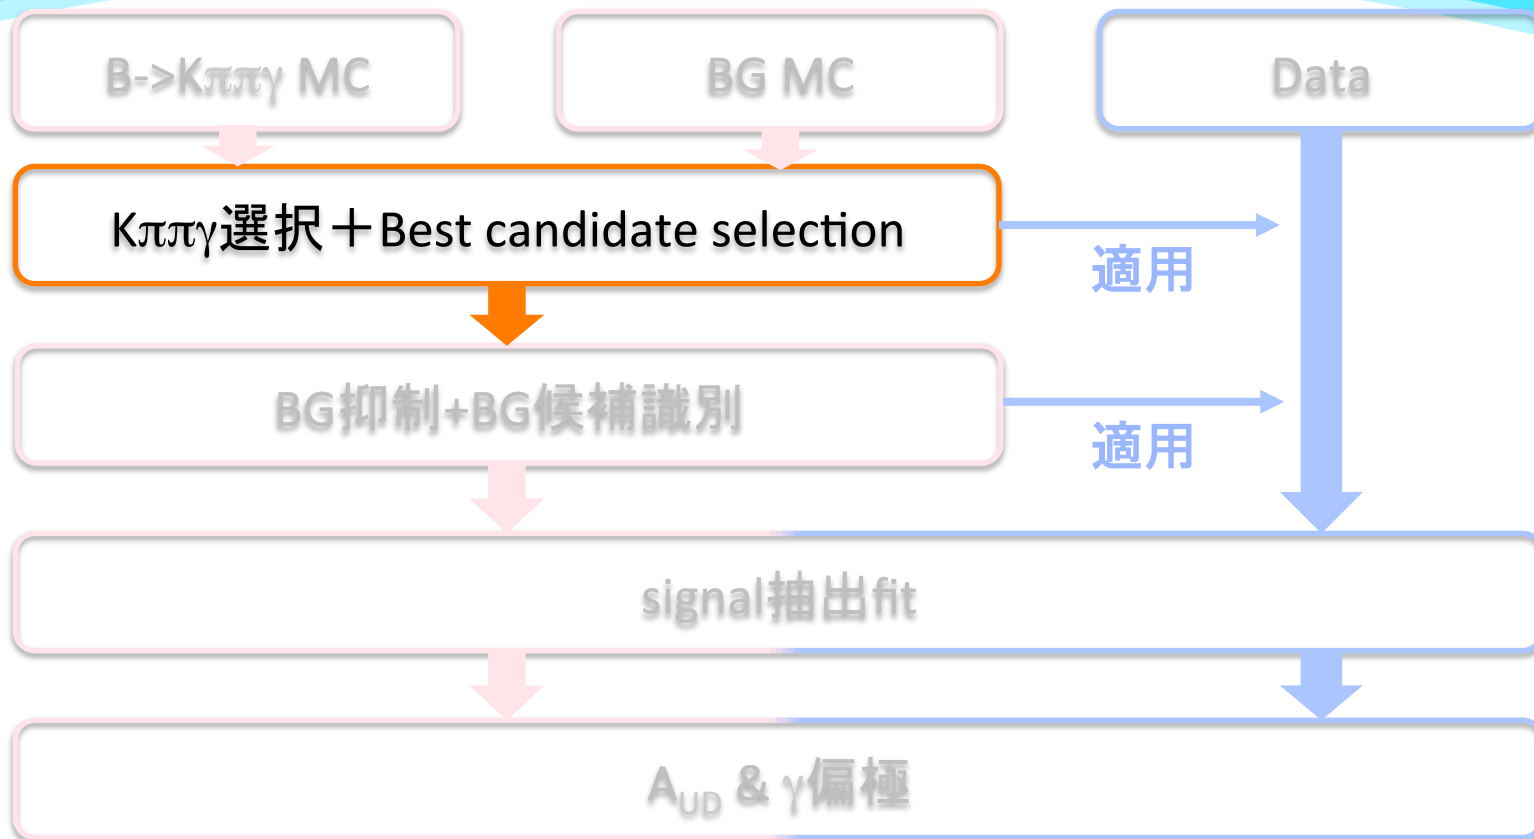 B->Kππγ MC
BG MC
Data
Kππγ選択＋Best candidate selection
適用
BG抑制+BG候補識別
適用
signal抽出fit
AUD & γ偏極